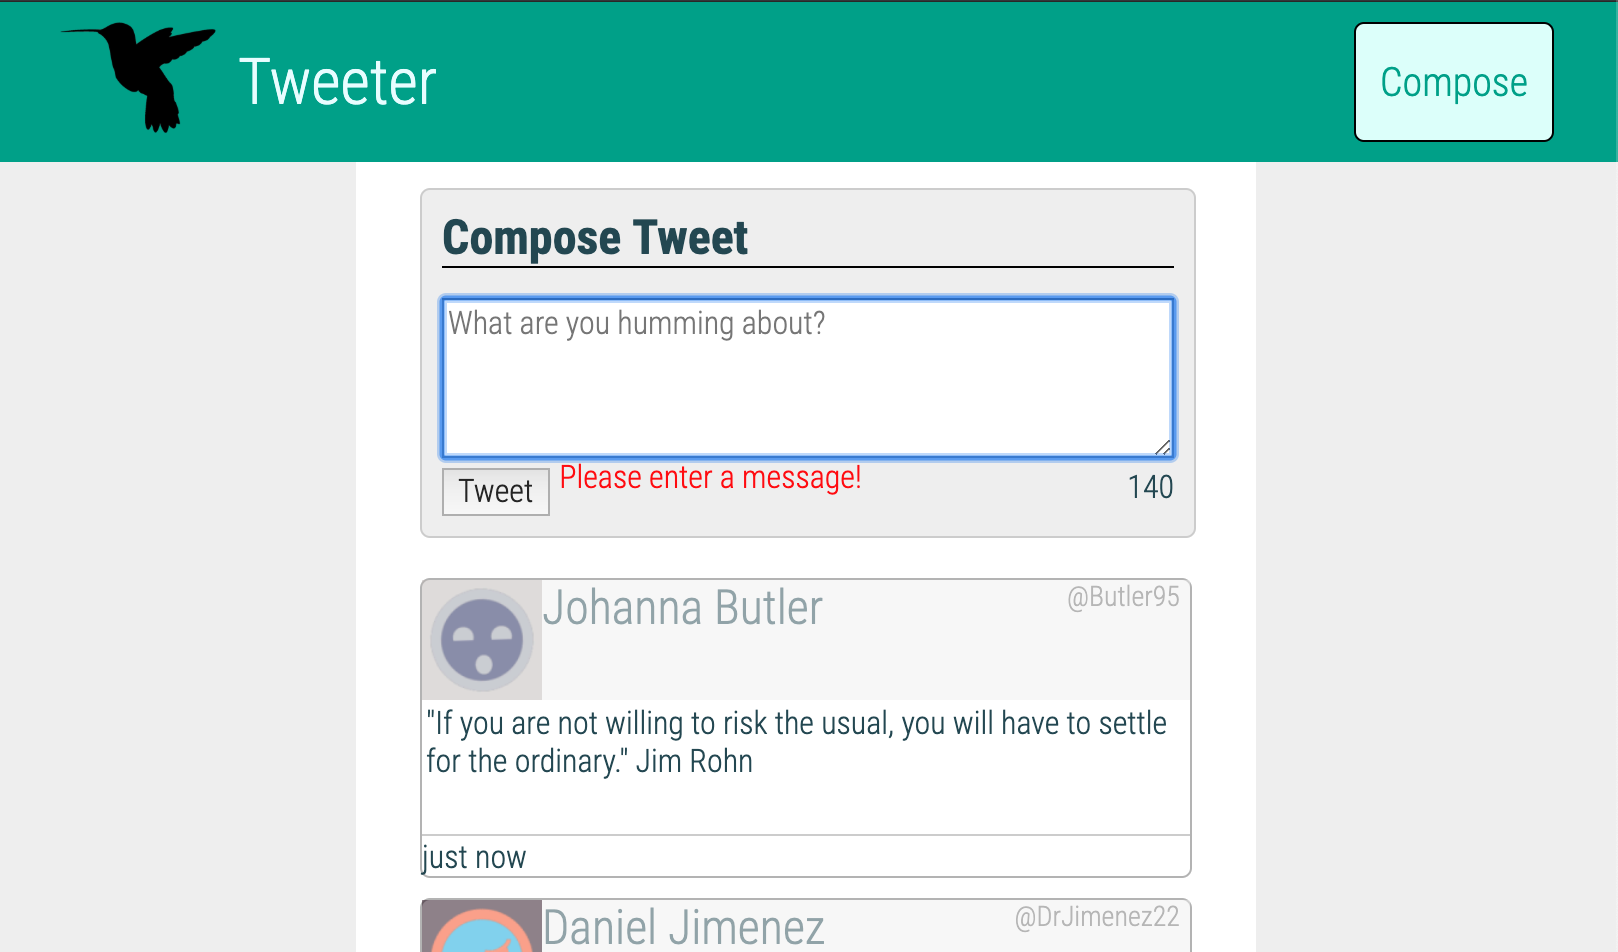 Tweeter
Compose
Compose Tweet
What are you humming about?
Tweet
Please enter a message!
140
Johanna Butler
@Butler95
"If you are not willing to risk the usual, you will have to settle
for the ordinary." Jim Rohn
just now
Daniel Jimenez
@DrJimenez22